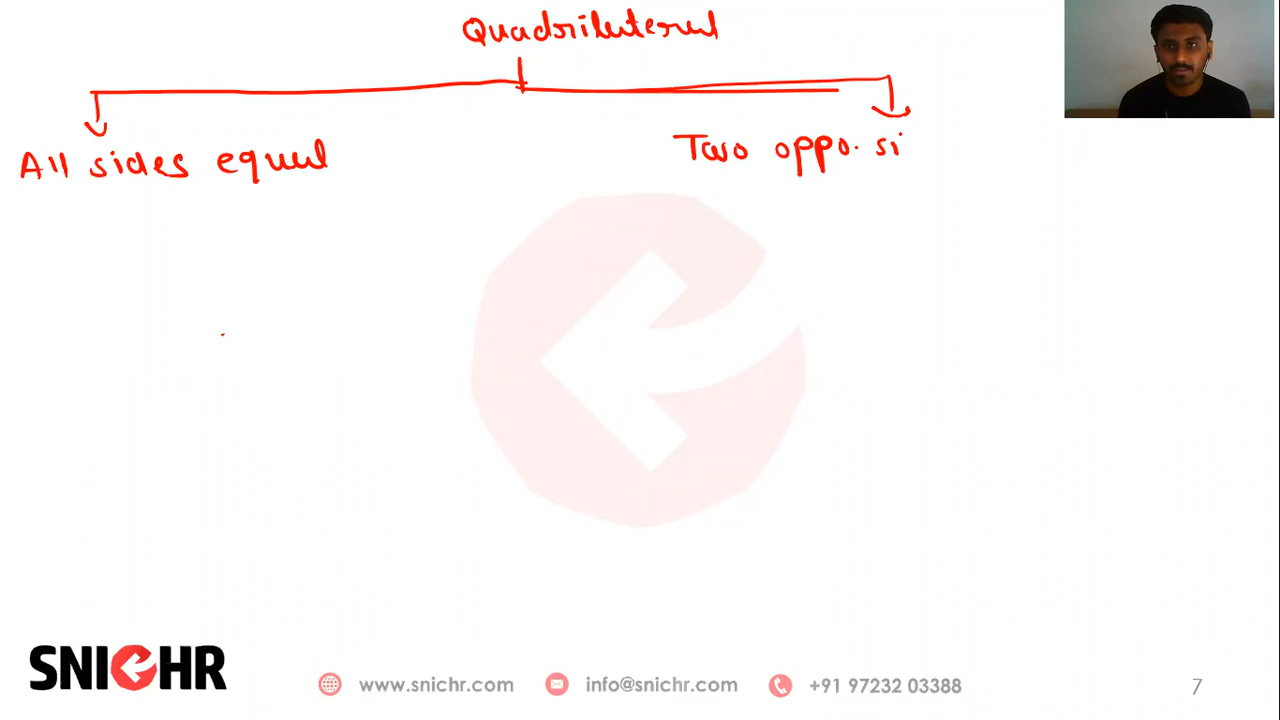 Quadrilateral
All sides equal
Two oppo. si
SNICHR
www.snichr.com
info@snichr.com
+91 97232 03388
7